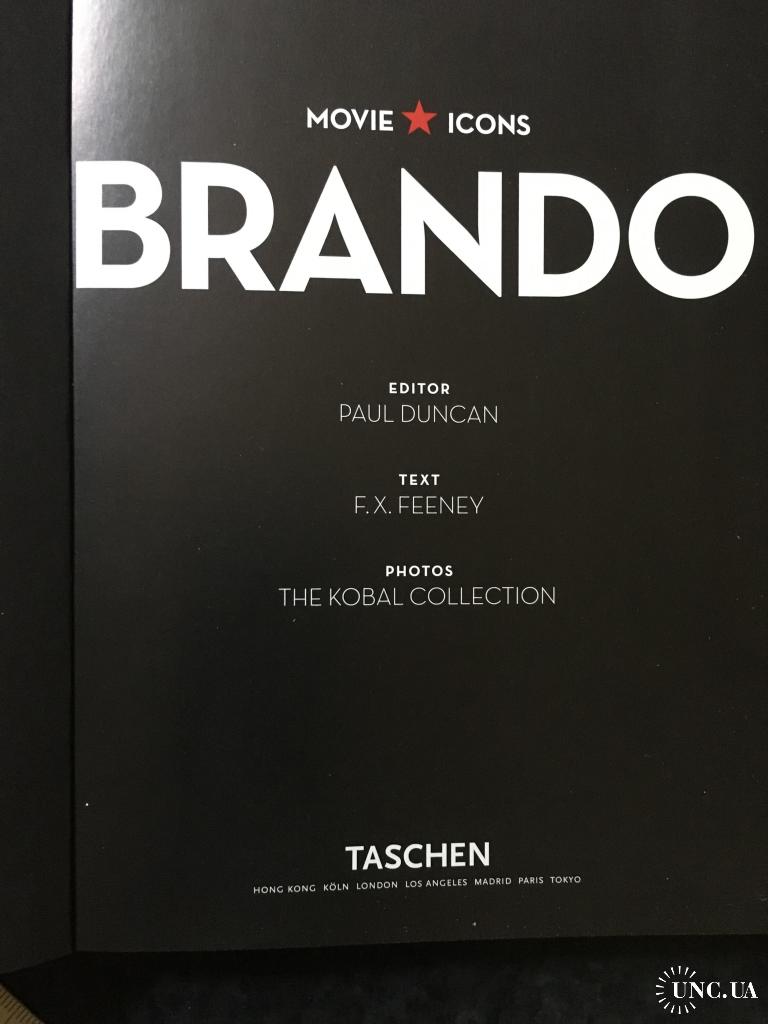 MOVIE ★ ICONS
BRANDO
EDITOR
PAUL DUNCAN
TEXT
F. X. FEENEY
PHOTOS
THE KOBAL COLLECTION
TASCHEN
HONG KONG KÖLN LONDON LOS ANGELES MADRID PARIS TOKYO
UNC.UA